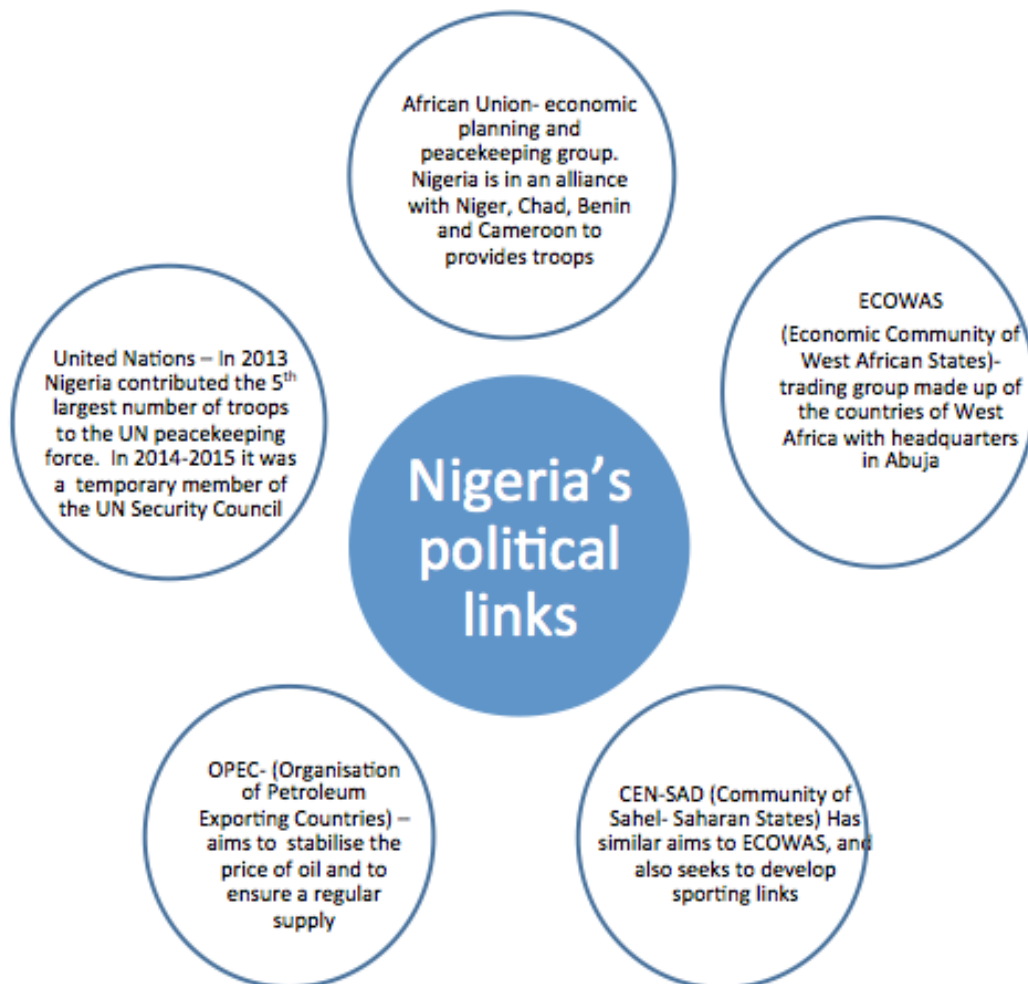 African Union- economic
planning and
peacekeeping group.
Nigeria is in an alliance
with Niger, Chad, Benin
and Cameroon to
provides troops
ECOWAS
(Economic Community of
West African States)-
trading group made up of
the countries of West
Africa with headquarters
in Abuja
United Nations – In 2013
Nigeria contributed the 5th
largest number of troops
to the UN peacekeeping
force. In 2014-2015 it was
a temporary member of
the UN Security Council
Nigeria’s
political
links
OPEC- (Organisation
of Petroleum
Exporting Countries) –
aims to stabilise the
price of oil and to
ensure a regular
supply
CEN-SAD (Community of
Sahel- Saharan States) Has
similar aims to ECOWAS, and
also seeks to develop
sporting links